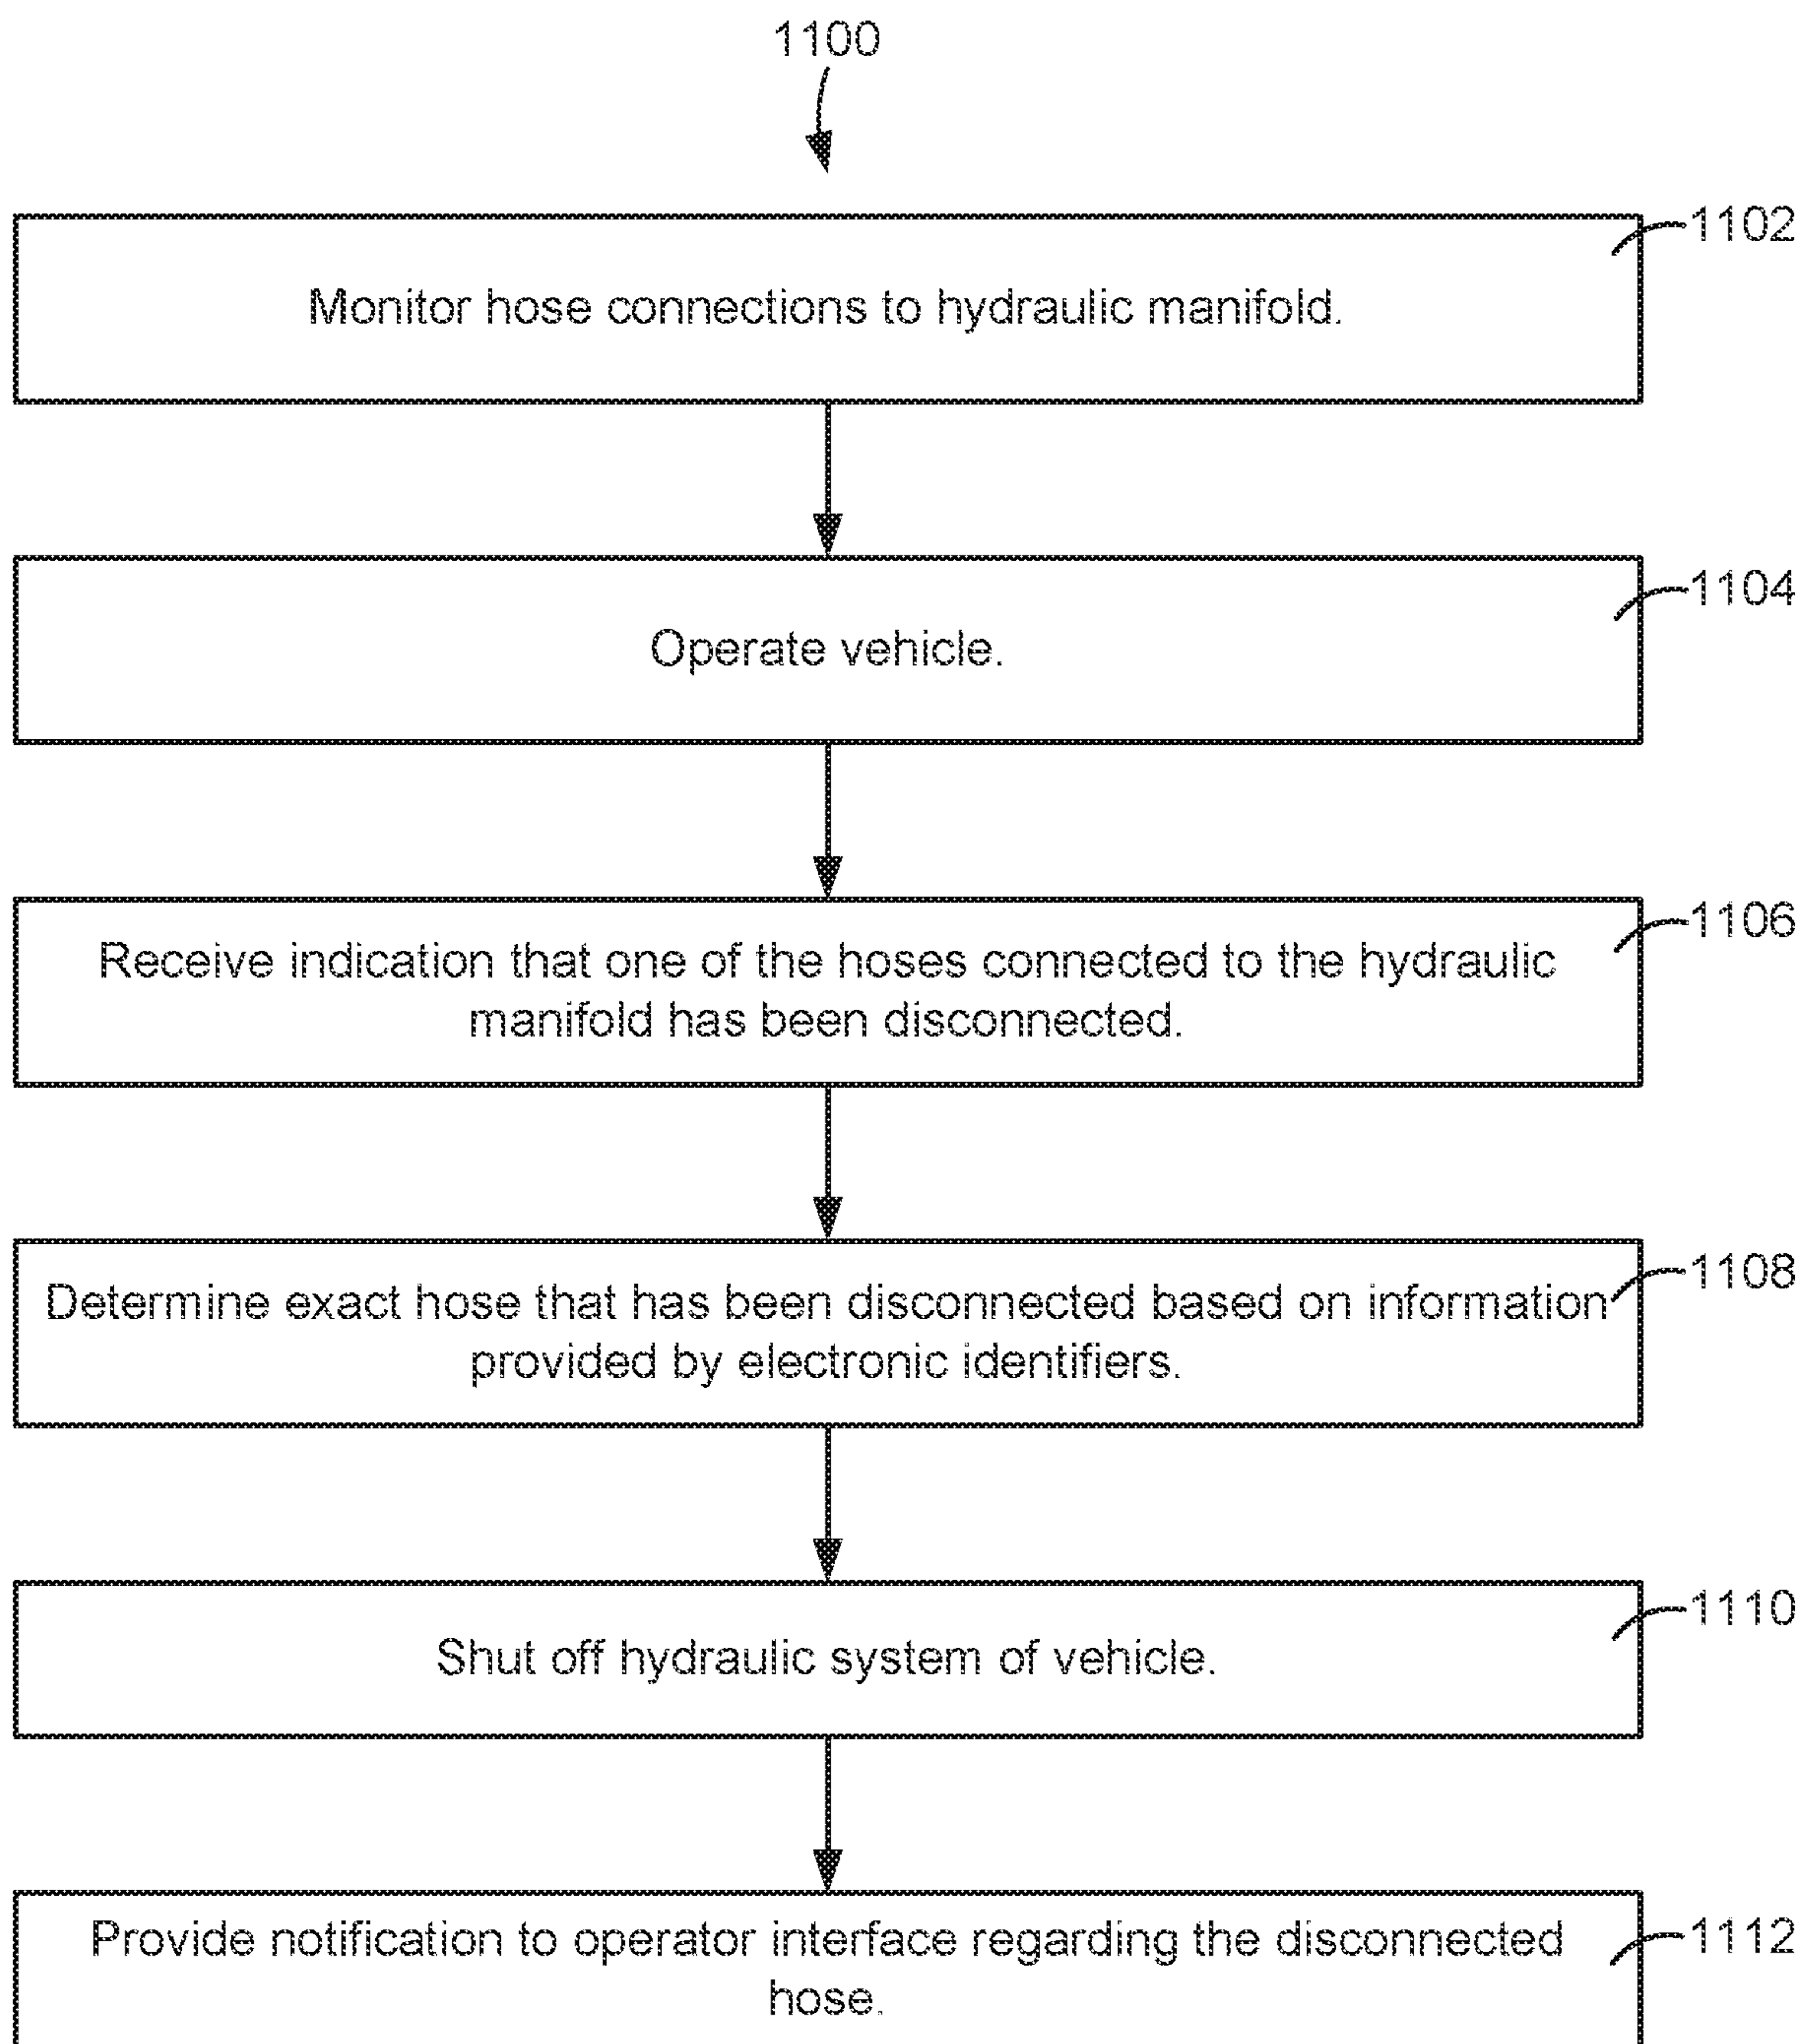 1100
1102
Monitor hose connections to hydraulic manifold.
1104
Operate vehicle.
1106
Receive indication that one of the hoses connected to the hydraulic
manifold has been disconnected.
1108
Determine exact hose that has been disconnected based on information
provided by electronic identifiers.
1110
Shut off hydraulic system of vehicle.
1112
Provide notification to operator interface regarding the disconnected
hose.